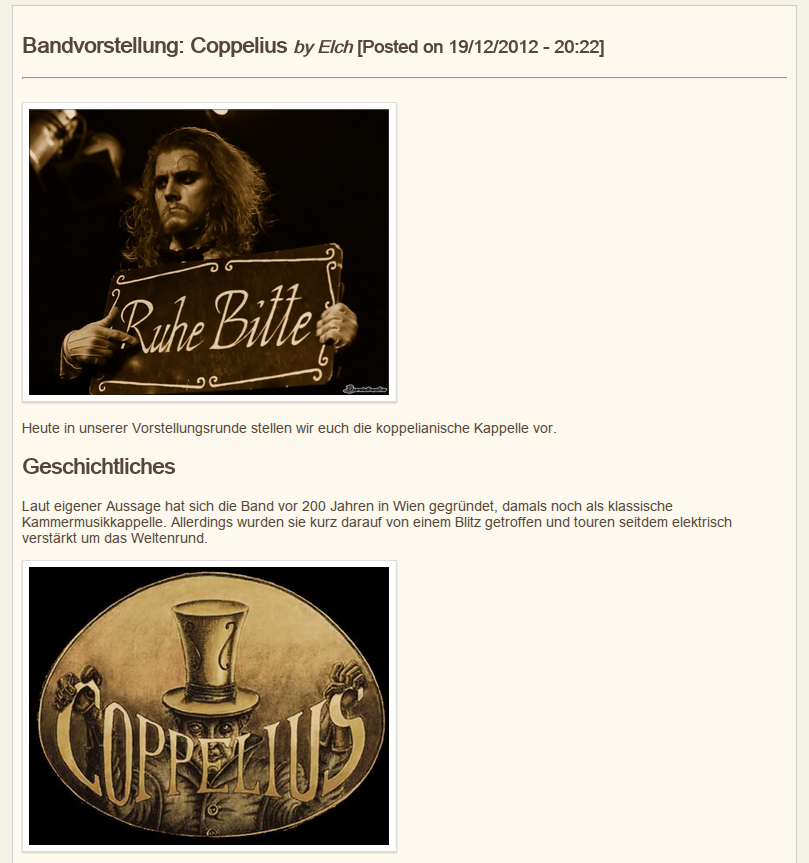 Bandvorstellung: Coppelius by Elch [Posted on 19/12/2012 - 20:22]
Ruhe Bitte
Heute in unserer Vorstellungsrunde stellen wir euch die koppelianische Kappelle vor.
Geschichtliches
Laut eigener Aussage hat sich die Band vor 200 Jahren in Wien gegründet, damals noch als klassische
Kammermusikkappelle. Allerdings wurden sie kurz darauf von einem Blitz getroffen und touren seitdem elektrisch
verstärkt um das Weltenrund.
COPPELIUS